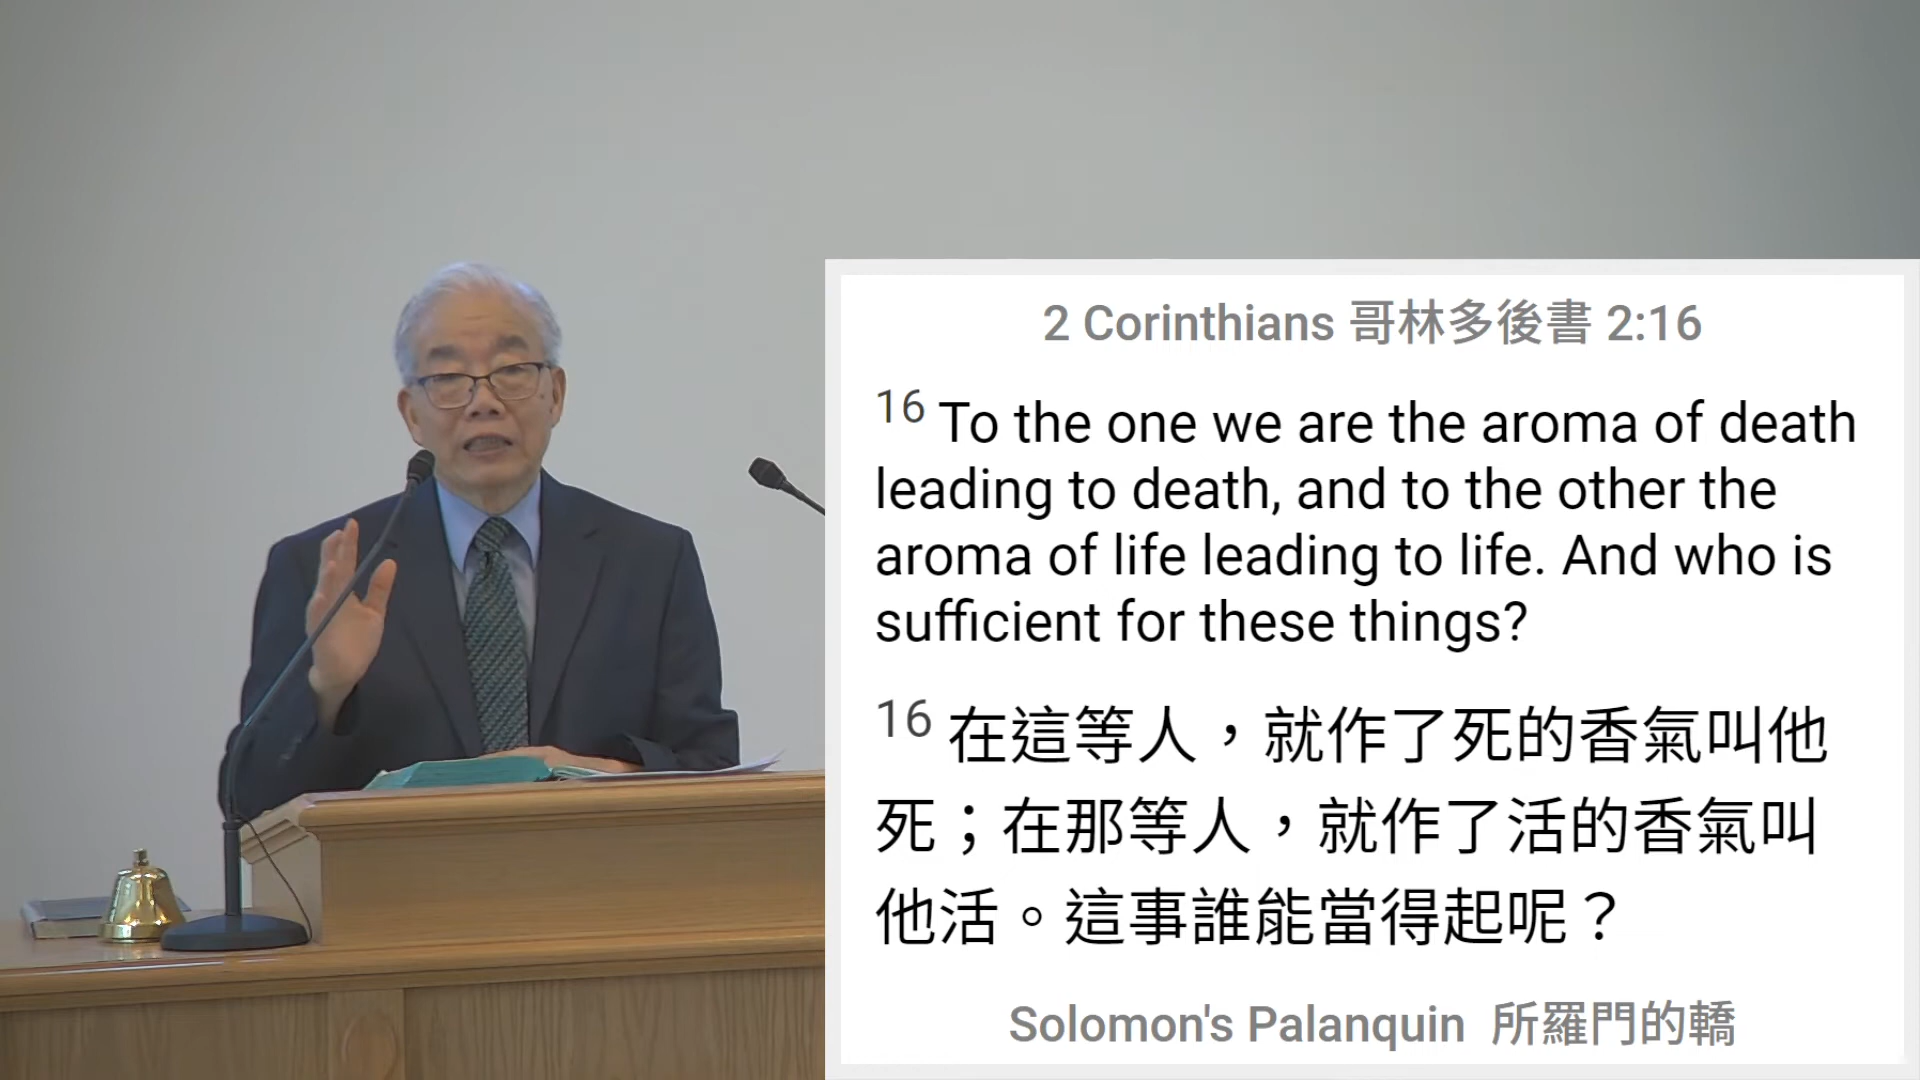 2 Corinthians 哥林多後書 2:16
16 To the one we are the aroma of death
leading to death, and to the other the
aroma of life leading to life. And who is
sufficient for these things?
16 在這等人，就作了死的香氣叫他
死；在那等人，就作了活的香氣叫
他活。這事誰能當得起呢？
Solomon's Palanquin 所羅門的轎